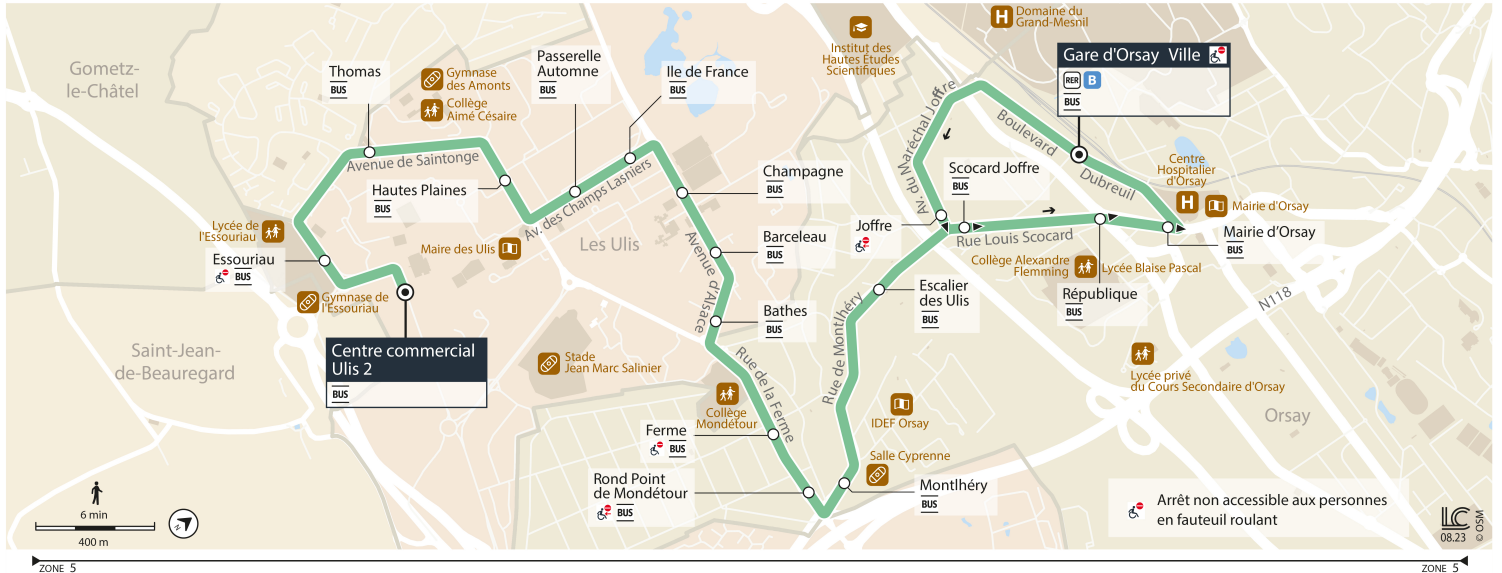 Gometz-
le-Châtel
Thomas
BUS
Gymnase
des Amonts
Collège
Aimé Césaire
Passerelle
Automne
BUS
Ile de France
BUS
Institut des
Hautes Études
Scientifiques
H
Domaine du
Grand-Mesnil
Gare d'Orsay Ville
RER B
BUS
Avenue de Saintonge
Hautes Plaines
BUS
Av. des Champs Lasniers
Champagne
BUS
Av. du Maréchal Joffre
Boulevard
Dubreuil
Scocard Joffre
BUS
Centre
Hospitalier
d'Orsay
H
Mairie d'Orsay
Lycée de
l'Essouriau
Essouriau
BUS
Maire des Ulis
Les Ulis
Avenue d'Alsace
Barceleau
BUS
Joffre
Rue Louis Scocard
Mairie d'Orsay
BUS
Collège Alexandre
Flemming
Lycée Blaise Pascal
République
BUS
N118
Gymnase de
l'Essouriau
Bathes
BUS
Escalier
des Ulis
BUS
Rue de Montlhéry
Saint-Jean-
de-Beauregard
Centre commercial
Ulis 2
BUS
Stade
Jean Marc Salinier
Rue de la Ferme
Collège
Mondétour
Lycée privé
du Cours Secondaire d'Orsay
Orsay
IDEF Orsay
Ferme
BUS
Salle Cyprenne
Rond Point
de Mondétour
BUS
Montlhéry
BUS
6 min
400 m
N
Arrêt non accessible aux personnes
en fauteuil roulant
LC
08.23
© OSM
ZONE 5
ZONE 5